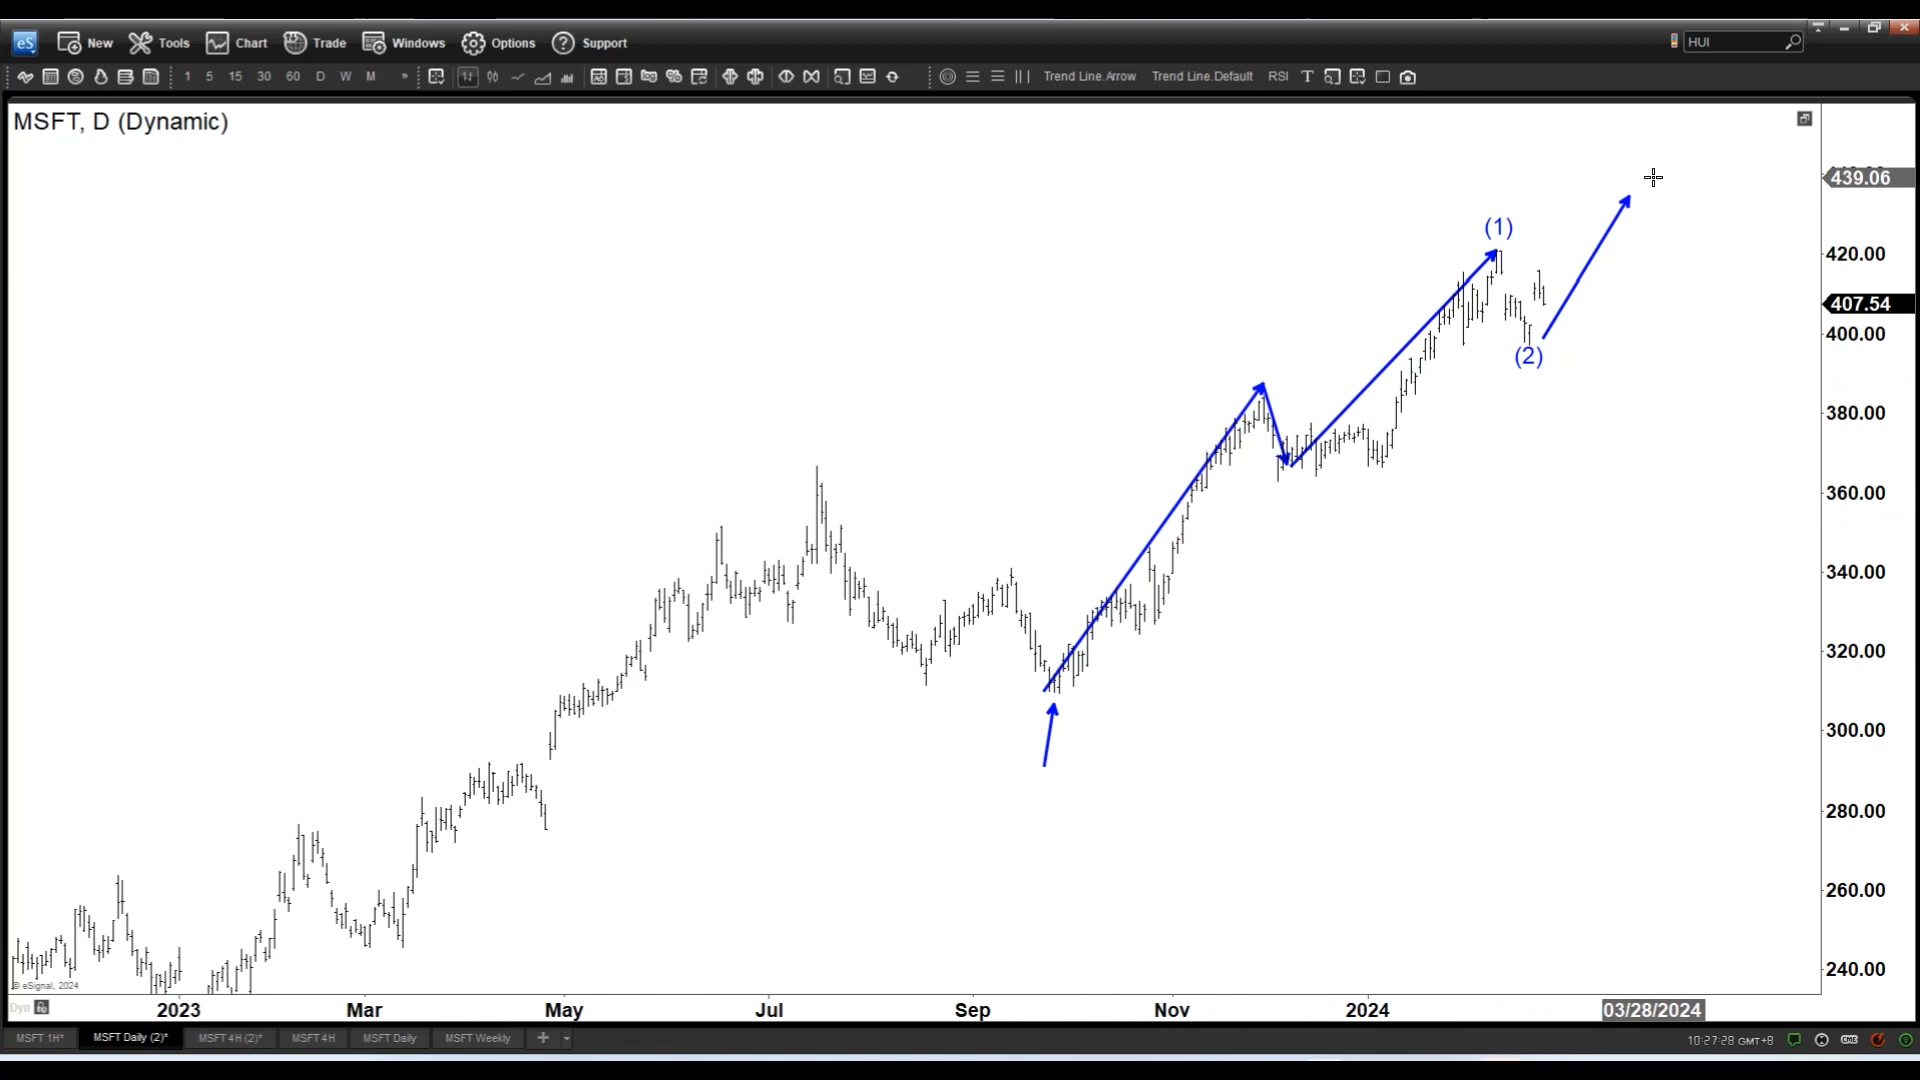 eS New Tools Chart Trade Windows Options Support HUI
1 5 15 30 60 D W M » Trend Line.Arrow Trend Line.Default RSI T
MSFT, D (Dynamic)
439.06
(1)
420.00
407.54
400.00
(2)
380.00
360.00
340.00
320.00
300.00
280.00
260.00
240.00
© eSignal, 2024
Dyn 2023 Mar May Jul Sep Nov 2024 03/28/2024
MSFT 1H* MSFT Daily (2)* MSFT 4H (2)* MSFT 4H MSFT Daily MSFT Weekly + 10:27:28 GMT+8 CME